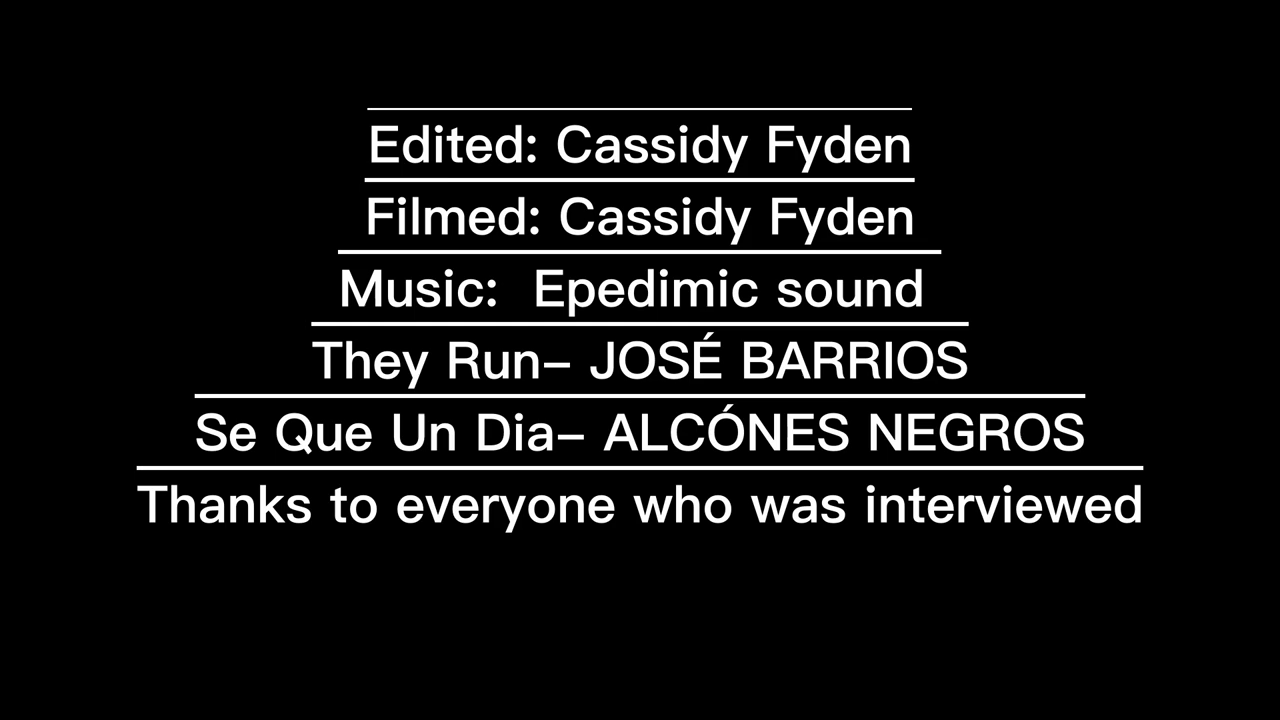 Edited: Cassidy Fyden
Filmed: Cassidy Fyden
Music:  Epedimic sound
They Run– JOSÉ BARRIOS
Se Que Un Dia– ALCÓNES NEGROS
Thanks to everyone who was interviewed